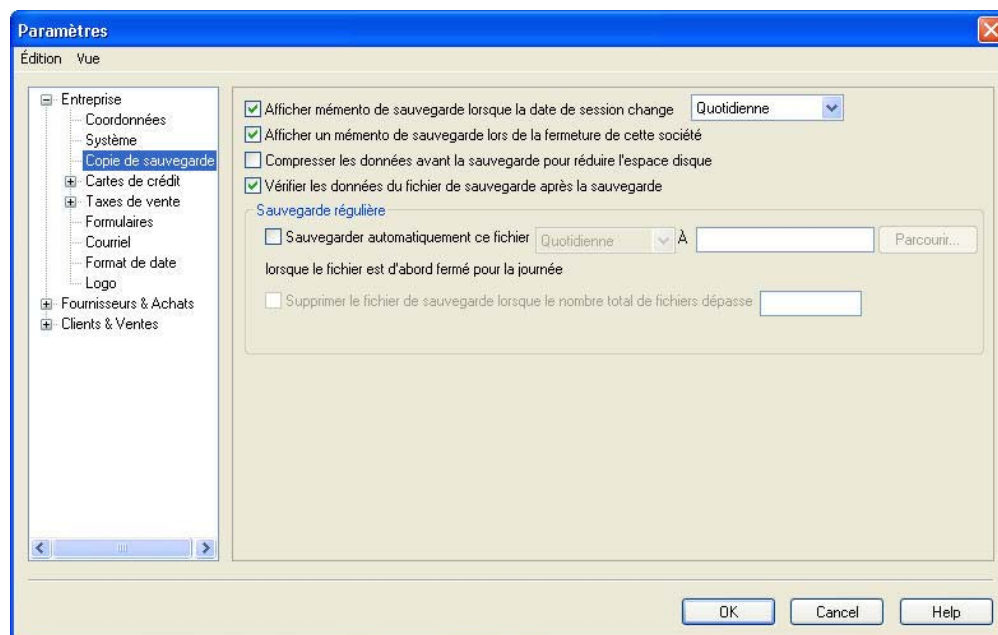 Paramètres
Édition Vue
Entreprise
Coordonnées
Système
Copie de sauvegarde
Cartes de crédit
Taxes de vente
Formulaires
Courriel
Format de date
Logo
Fournisseurs & Achats
Clients & Ventes
Afficher mémento de sauvegarde lorsque la date de session change Quotidienne
Afficher un mémento de sauvegarde lors de la fermeture de cette société
Compresser les données avant la sauvegarde pour réduire l'espace disque
Vérifier les données du fichier de sauvegarde après la sauvegarde
Sauvegarde régulière
Sauvegarder automatiquement ce fichier Quotidienne À Parcourir...
lorsque le fichier est d'abord fermé pour la journée
Supprimer le fichier de sauvegarde lorsque le nombre total de fichiers dépasse
OK Cancel Help